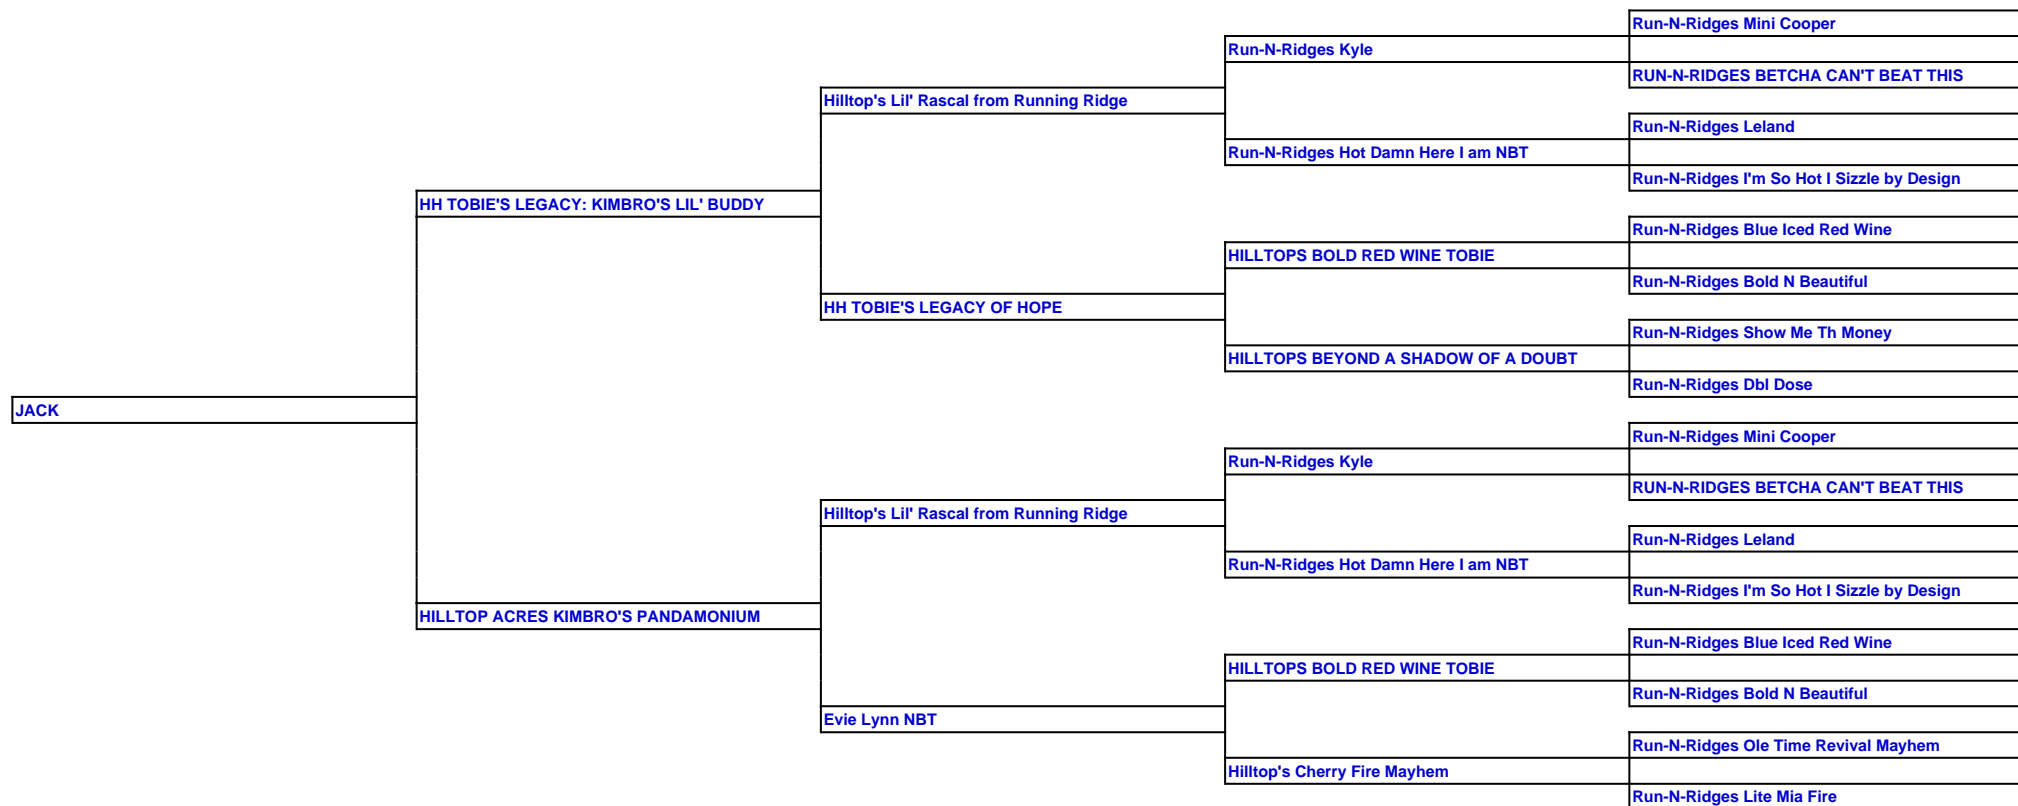 Run-N-Ridges Mini Cooper
Run-N-Ridges Kyle
RUN-N-RIDGES BETCHA CAN'T BEAT THIS
Hilltop's Lil' Rascal from Running Ridge
Run-N-Ridges Leland
Run-N-Ridges Hot Damn Here I am NBT
Run-N-Ridges I'm So Hot I Sizzle by Design
HH TOBIE'S LEGACY: KIMBRO'S LIL' BUDDY
Run-N-Ridges Blue Iced Red Wine
HILLTOPS BOLD RED WINE TOBIE
Run-N-Ridges Bold N Beautiful
HH TOBIE'S LEGACY OF HOPE
Run-N-Ridges Show Me Th Money
HILLTOPS BEYOND A SHADOW OF A DOUBT
Run-N-Ridges Dbl Dose
JACK
Run-N-Ridges Mini Cooper
Run-N-Ridges Kyle
RUN-N-RIDGES BETCHA CAN'T BEAT THIS
Hilltop's Lil' Rascal from Running Ridge
Run-N-Ridges Leland
Run-N-Ridges Hot Damn Here I am NBT
Run-N-Ridges I'm So Hot I Sizzle by Design
HILLTOP ACRES KIMBRO'S PANDAMONIUM
Run-N-Ridges Blue Iced Red Wine
HILLTOPS BOLD RED WINE TOBIE
Run-N-Ridges Bold N Beautiful
Evie Lynn NBT
Run-N-Ridges Ole Time Revival Mayhem
Hilltop's Cherry Fire Mayhem
Run-N-Ridges Lite Mia Fire